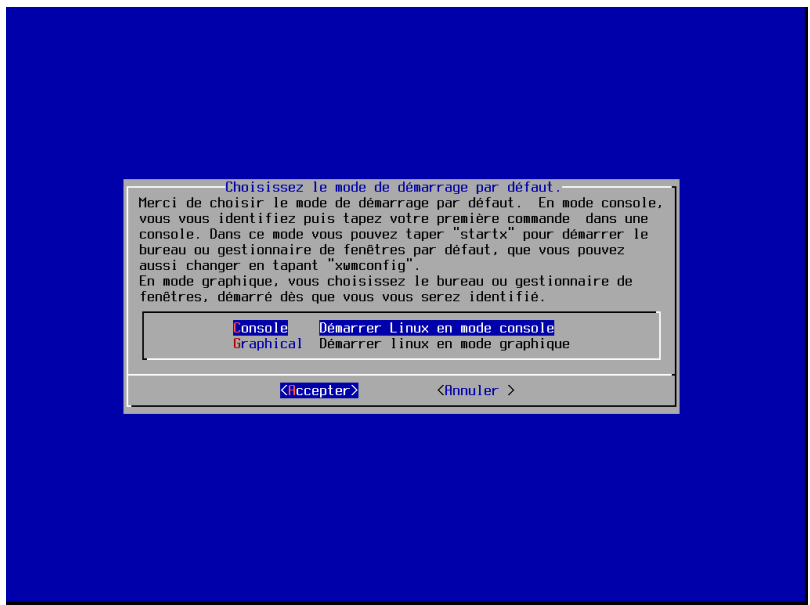 Choisissez le mode de démarrage par défaut.
Merci de choisir le mode de démarrage par défaut.  En mode console,
vous vous identifiez puis tapez votre première commande  dans une
console. Dans ce mode vous pouvez taper "startx" pour démarrer le
bureau ou gestionnaire de fenêtres par défaut, que vous pouvez
aussi changer en tapant "xwmconfig".
En mode graphique, vous choisissez le bureau ou gestionnaire de
fenêtres, démarré dès que vous vous serez identifié.
Console    Démarrer Linux en mode console
Graphical  Démarrer linux en mode graphique
<Accepter>          <Annuler >